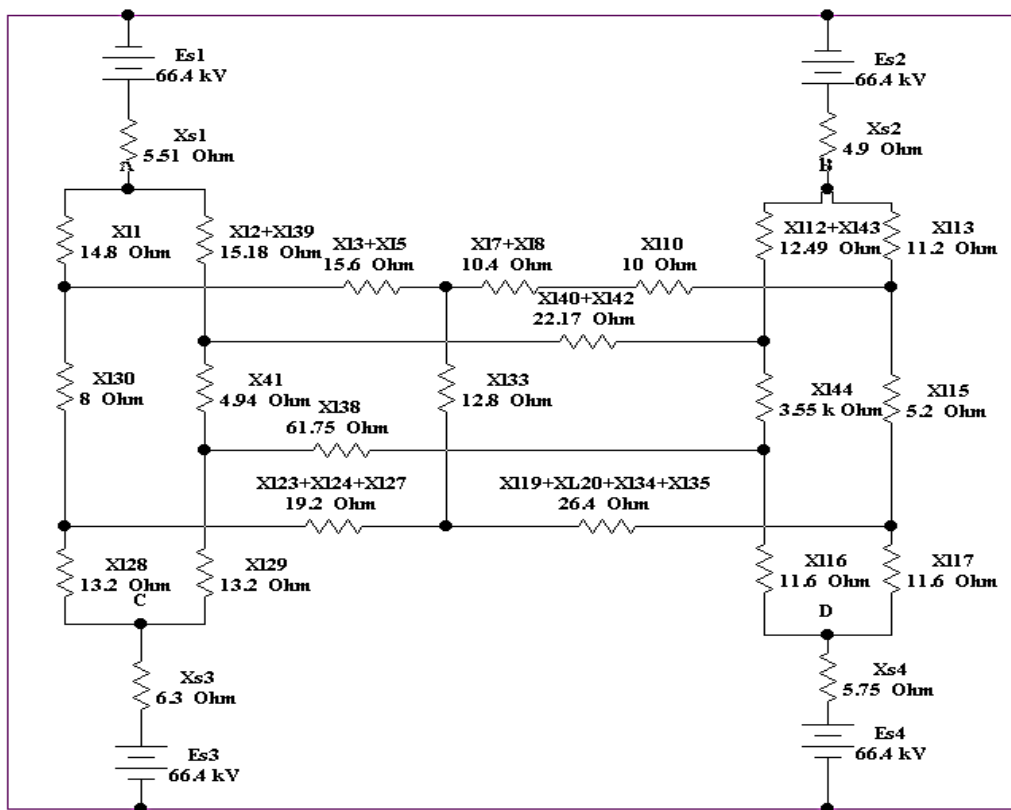 Es1
66.4 kV
Es2
66.4 kV
Xs1
5.51 Ohm
A
Xs2
4.9 Ohm
B
Xl1
14.8 Ohm
Xl2+Xl39
15.18 Ohm
Xl3+Xl5
15.6 Ohm
Xl7+Xl8
10.4 Ohm
Xl10
10 Ohm
Xl12+Xl43
12.49 Ohm
Xl13
11.2 Ohm
Xl40+Xl42
22.17 Ohm
Xl30
8 Ohm
X41
4.94 Ohm
Xl38
61.75 Ohm
Xl33
12.8 Ohm
Xl44
3.55 k Ohm
Xl15
5.2 Ohm
Xl23+Xl24+Xl27
19.2 Ohm
Xl19+XL20+Xl34+Xl35
26.4 Ohm
Xl28
13.2 Ohm
Xl29
13.2 Ohm
Xl16
11.6 Ohm
Xl17
11.6 Ohm
C
D
Xs3
6.3 Ohm
Xs4
5.75 Ohm
Es3
66.4 kV
Es4
66.4 kV